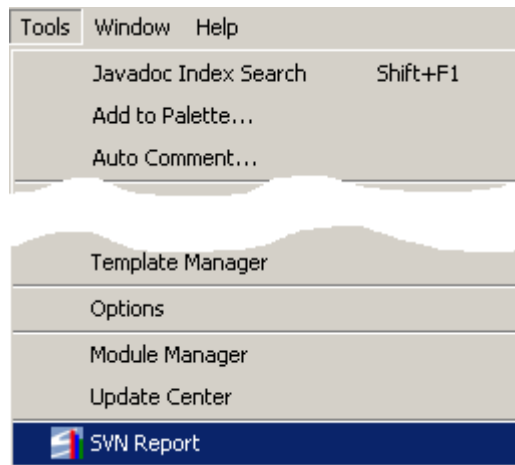 Tools Window Help
Javadoc Index Search Shift+F1
Add to Palette...
Auto Comment...
Template Manager
Options
Module Manager
Update Center
SVN Report